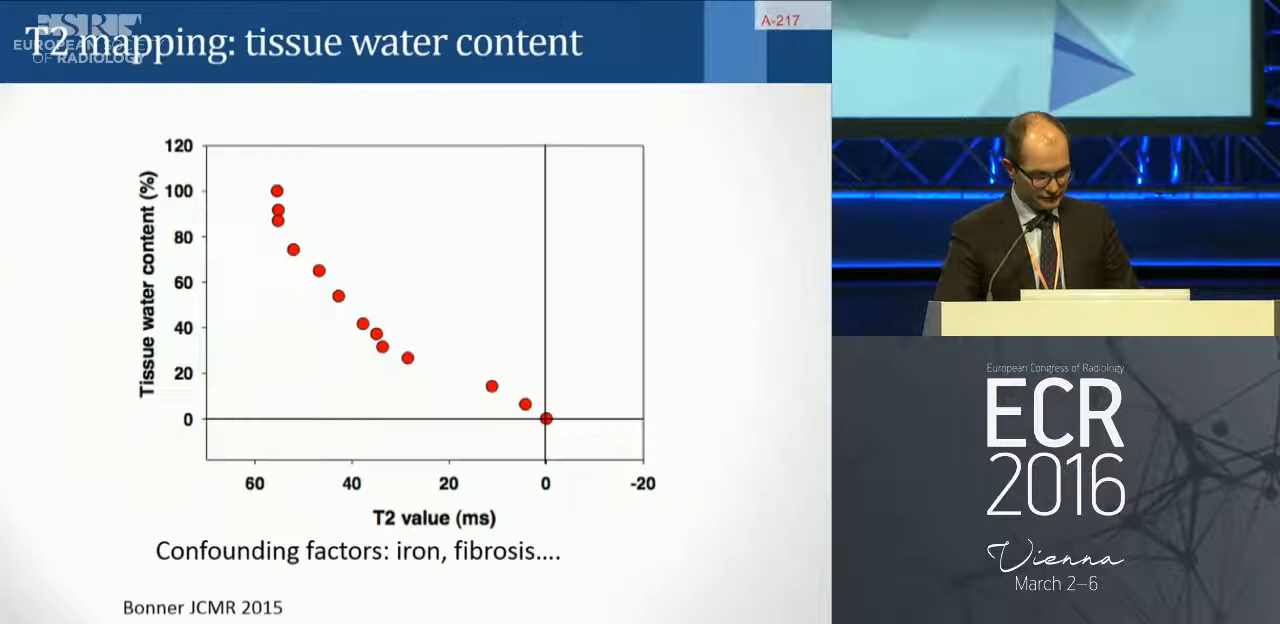 ESRF
EUROPEAN SOCIETY
OF RADIOLOGY
T2 mapping: tissue water content
A-217
Tissue water content (%)
120
100
80
60
40
20
0
60 40 20 0 -20
T2 value (ms)
Confounding factors: iron, fibrosis....
Bonner JCMR 2015
European Congress of Radiology
ECR
2016
Vienna
March 2–6